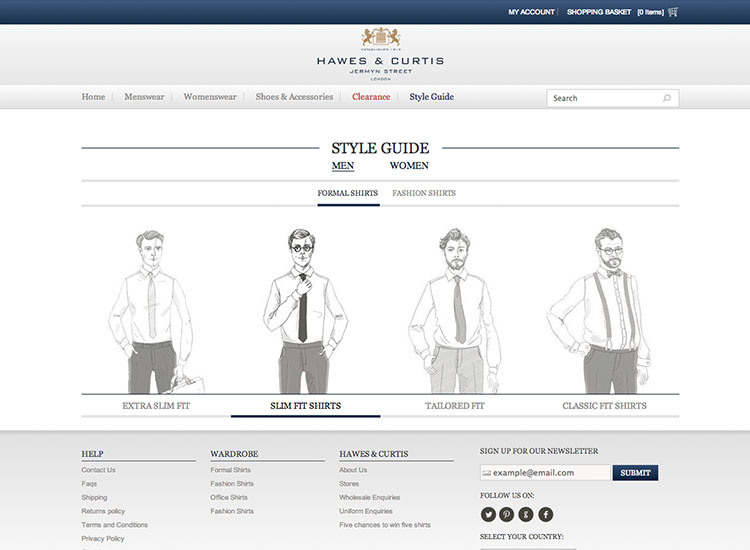 MY ACCOUNT SHOPPING BASKET [0 Items]
ESTABLISHED 1913
HAWES & CURTIS
JERMYN STREET
LONDON
Home Menswear Womenswear Shoes & Accessories Clearance Style Guide Search
STYLE GUIDE
MEN WOMEN
FORMAL SHIRTS FASHION SHIRTS
EXTRA SLIM FIT SLIM FIT SHIRTS TAILORED FIT CLASSIC FIT SHIRTS
HELP
Contact Us
Faqs
Shipping
Returns policy
Terms and Conditions
Privacy Policy
WARDROBE
Formal Shirts
Fashion Shirts
Office Shirts
Fashion Shirts
HAWES & CURTIS
About Us
Stores
Wholesale Enquiries
Uniform Enquiries
Five chances to win five shirts
SIGN UP FOR OUR NEWSLETTER
example@email.com SUBMIT
FOLLOW US ON:
SELECT YOUR COUNTRY: